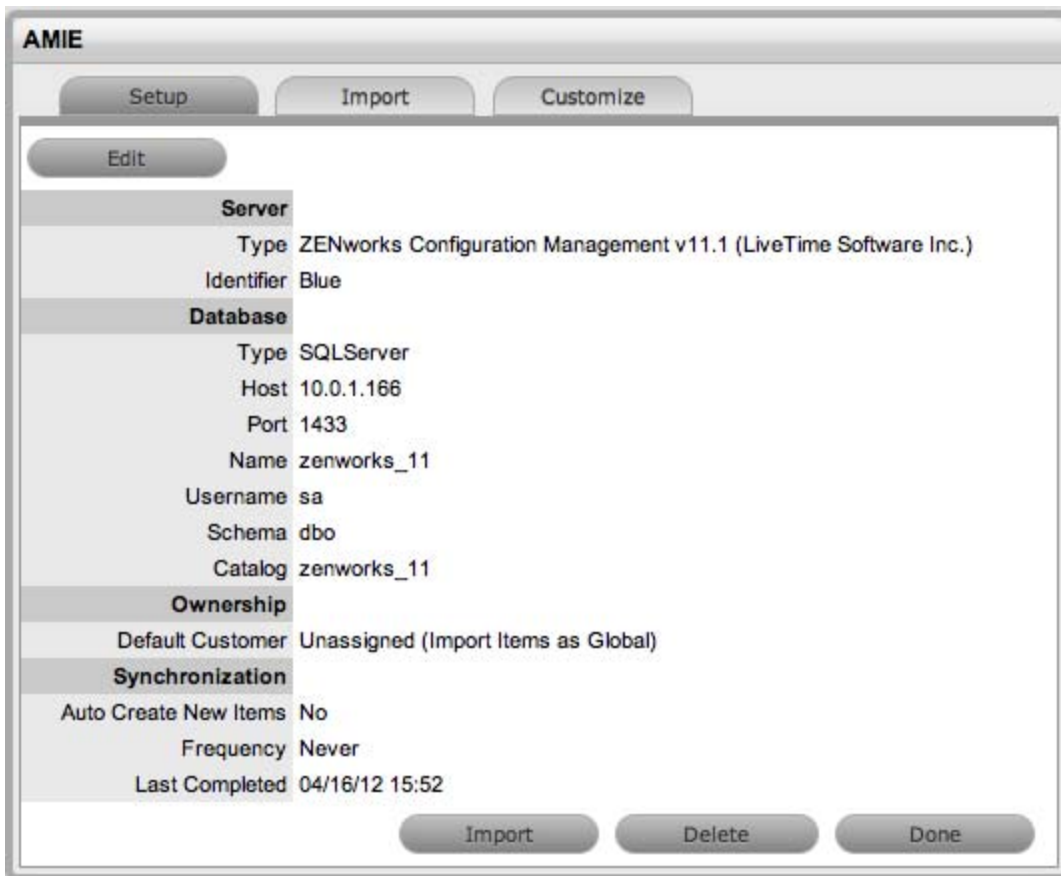 AMIE
Setup Import Customize
Edit
Server
Type ZENworks Configuration Management v11.1 (LiveTime Software Inc.)
Identifier Blue
Database
Type SQLServer
Host 10.0.1.166
Port 1433
Name zenworks_11
Username sa
Schema dbo
Catalog zenworks_11
Ownership
Default Customer Unassigned (Import Items as Global)
Synchronization
Auto Create New Items No
Frequency Never
Last Completed 04/16/12 15:52
Import Delete Done